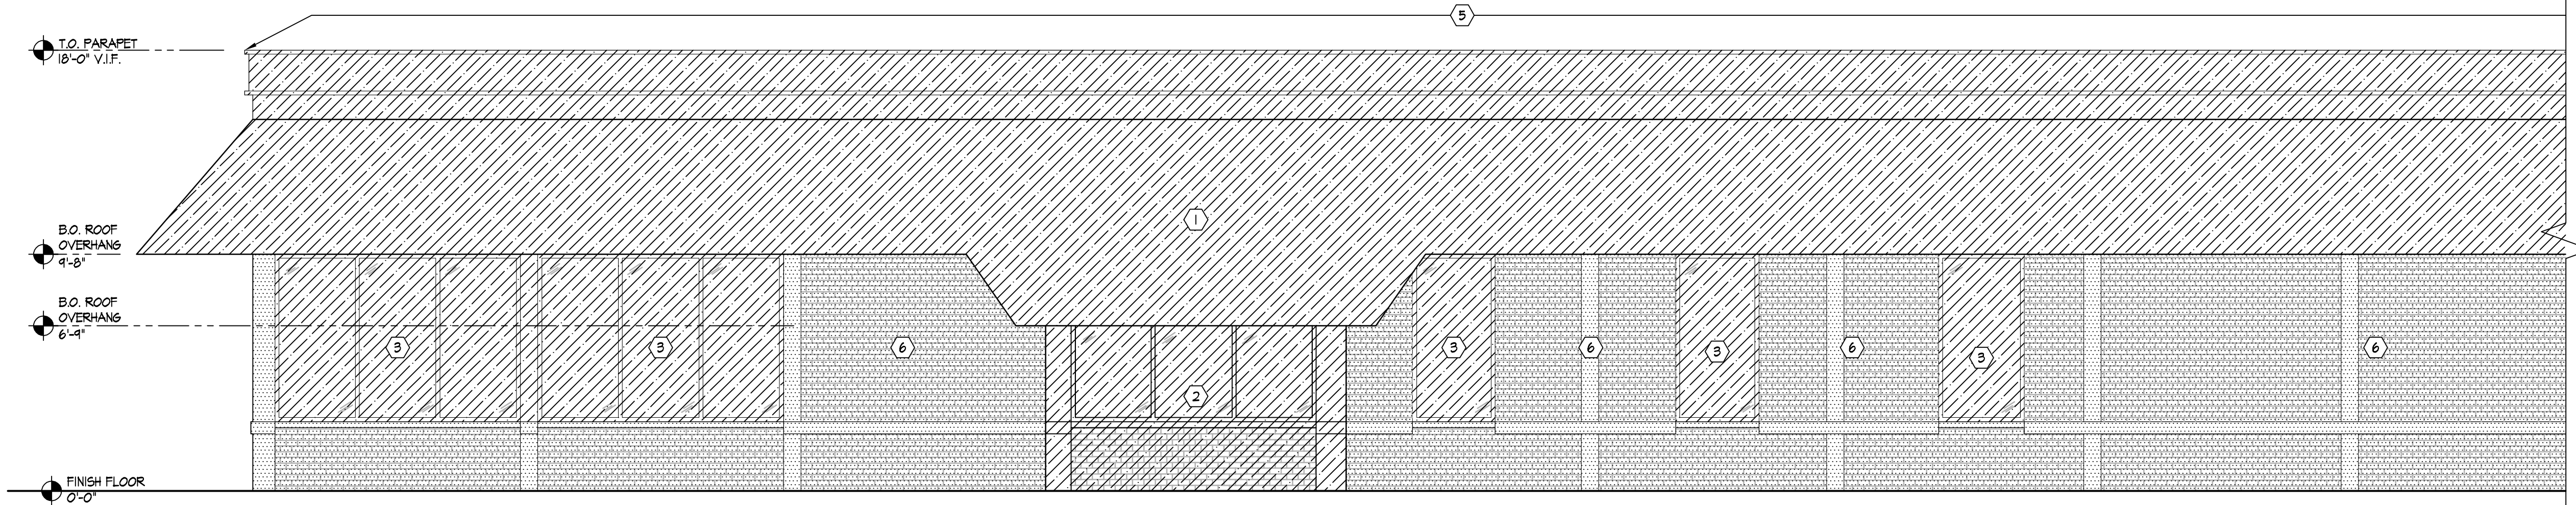 5
T.O. PARAPET
18'-0" V.I.F.
1
B.O. ROOF
OVERHANG
9'-8"
B.O. ROOF
OVERHANG
6'-9"
3
3
6
2
3
6
3
6
3
6
FINISH FLOOR
0'-0"